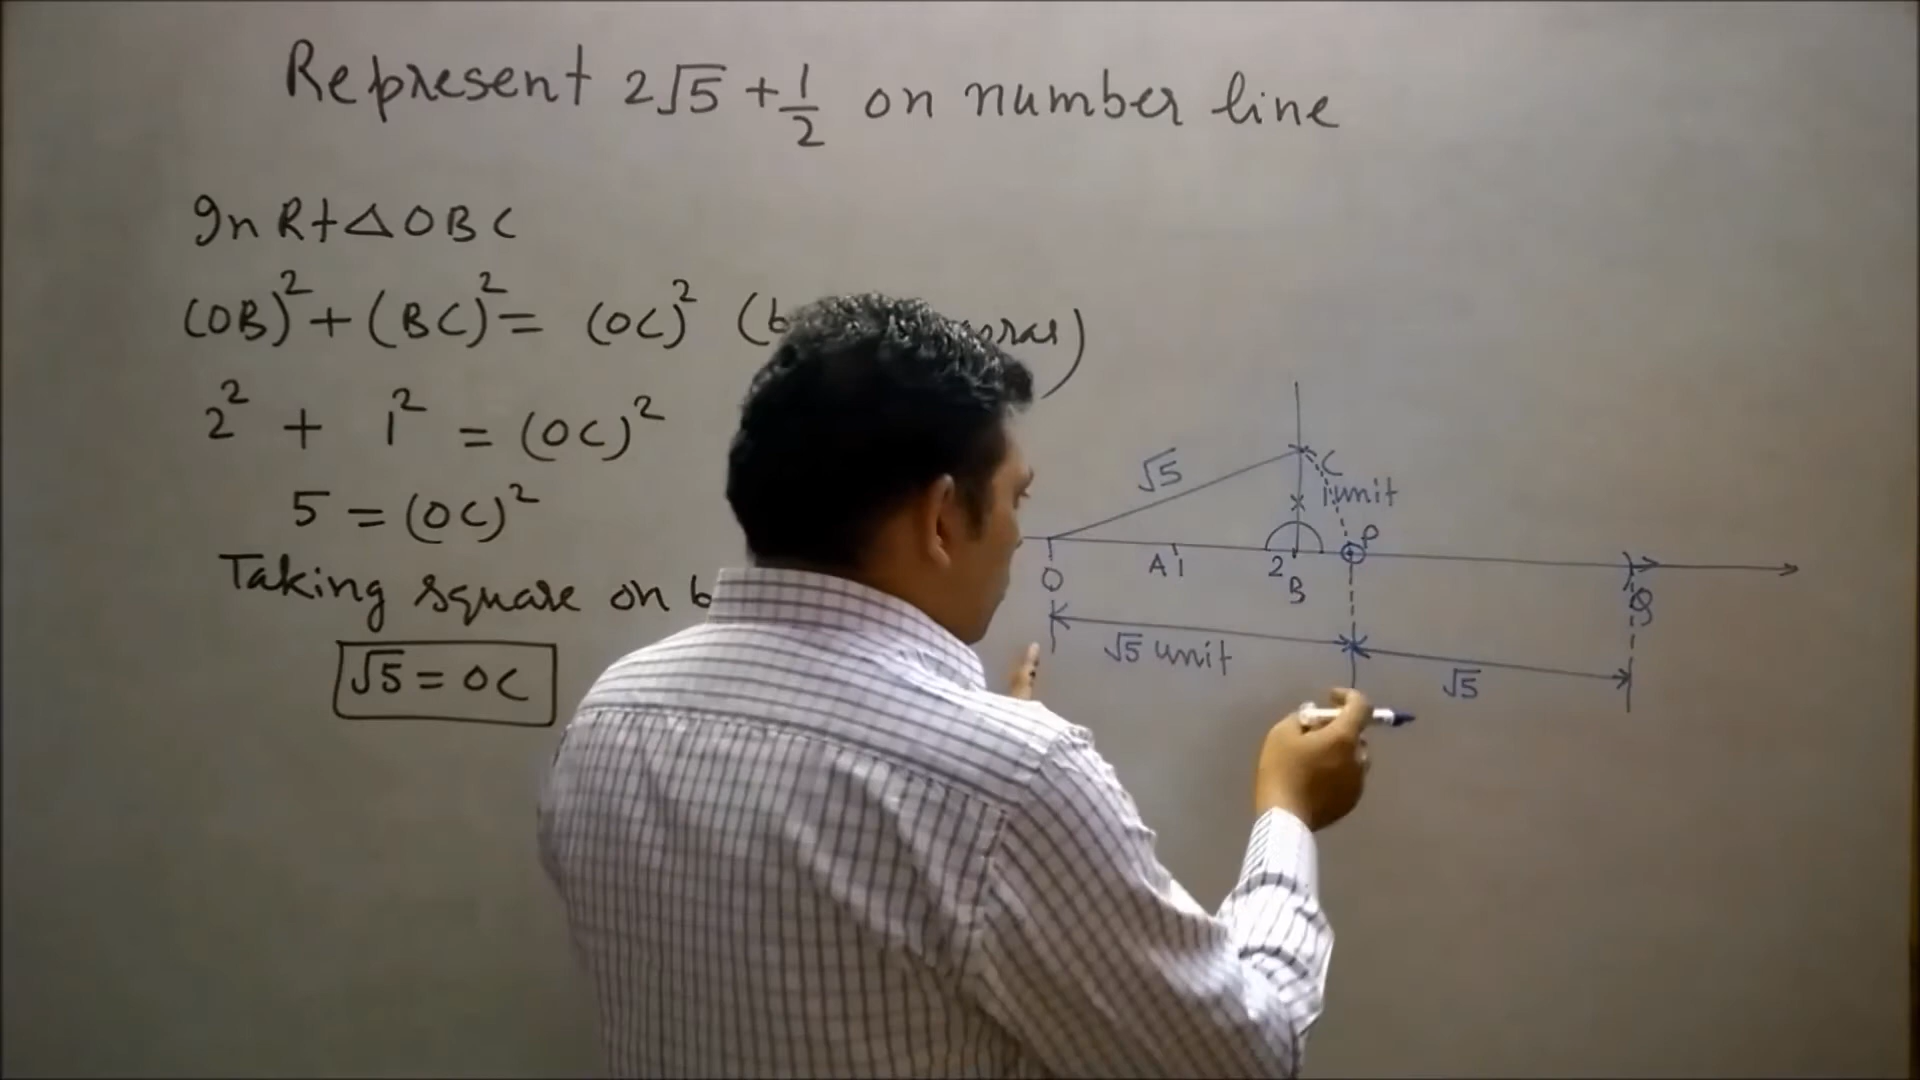 Represent 2√5 + 1/2 on number line
In Rt △ OBC
(OB)² + (BC)² = (OC)²
2² + 1² = (OC)²
5 = (OC)²
Taking square on
√5 = OC
√5
C
1 unit
P
O
A 1
2
B
Q
√5 unit
√5